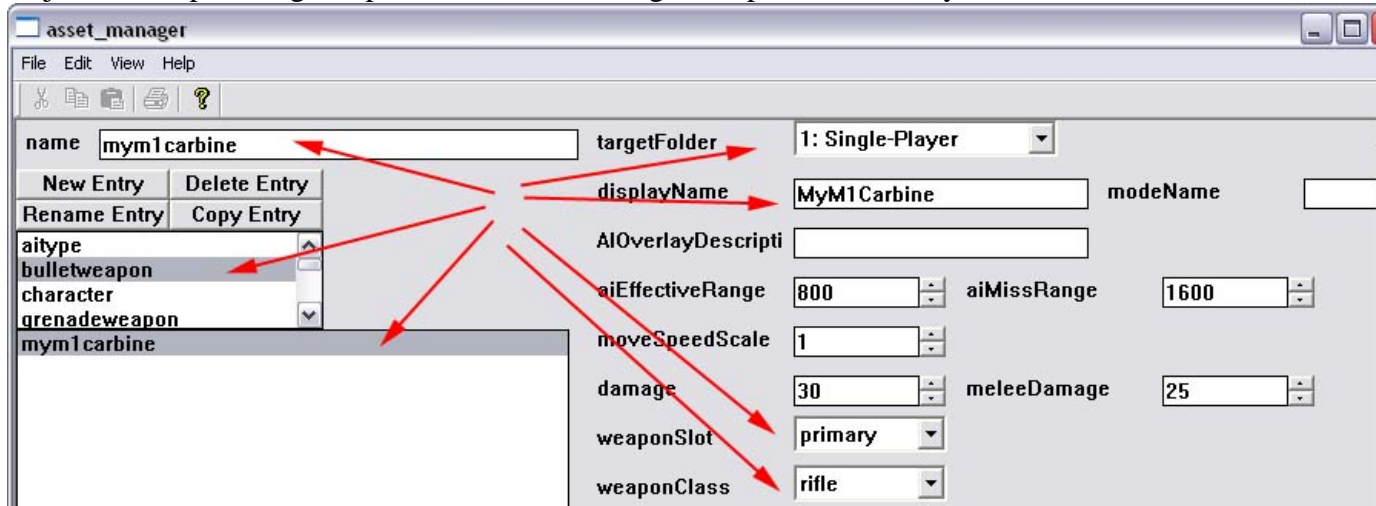 asset_manager
File Edit View Help
name mym1carbine
New Entry Delete Entry
Rename Entry Copy Entry
aitype
bulletweapon
character
grenadeweapon
mym1carbine
targetFolder 1: Single-Player
displayName MyM1Carbine modeName
AIOverlayDescripti
aiEffectiveRange 800 aiMissRange 1600
moveSpeedScale 1
damage 30 meleeDamage 25
weaponSlot primary
weaponClass rifle